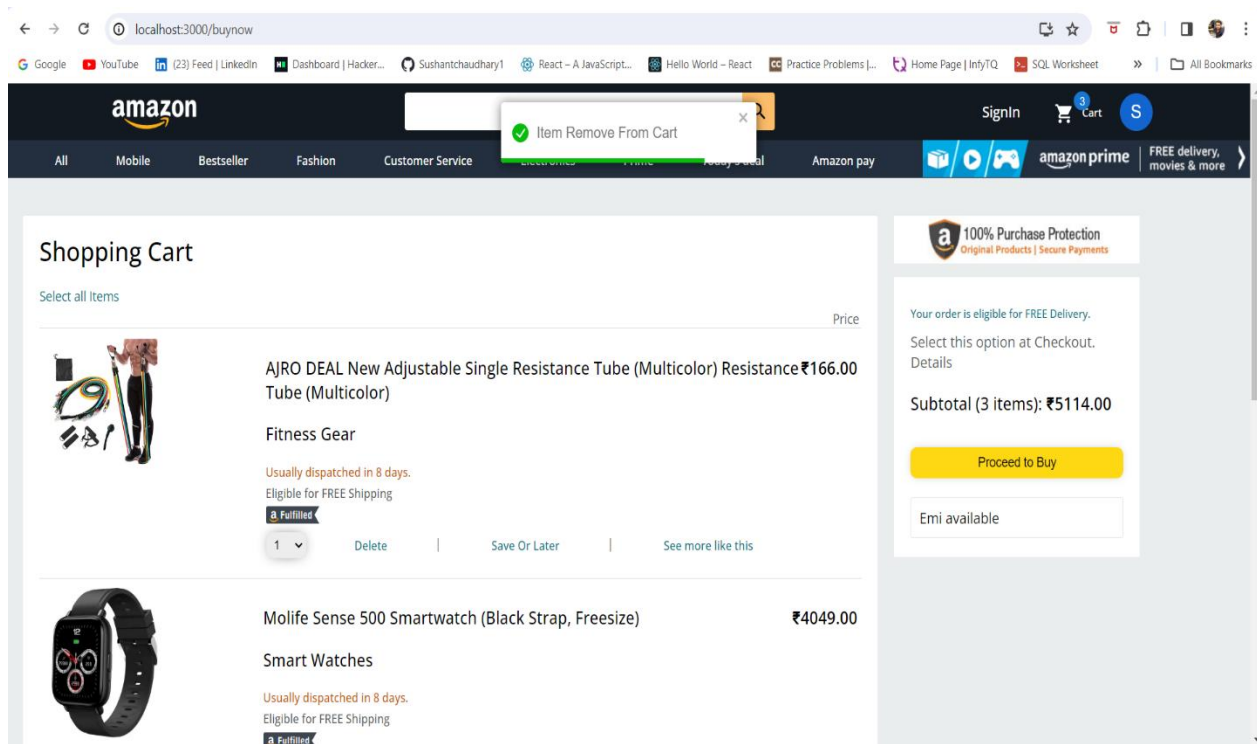 localhost:3000/buynow
Google YouTube (23) Feed | LinkedIn Dashboard | Hacker... Sushantchaudhary1 React – A JavaScript... Hello World – React Practice Problems |... Home Page | InfyTQ SQL Worksheet » All Bookmarks
amazon SignIn 3 Cart S
Item Remove From Cart ×
All Mobile Bestseller Fashion Customer Service Electronics Prime Today's deal Amazon pay amazon prime FREE delivery,
movies & more
Shopping Cart
Select all Items
Price
AJRO DEAL New Adjustable Single Resistance Tube (Multicolor) Resistance ₹166.00
Tube (Multicolor)
Fitness Gear
Usually dispatched in 8 days.
Eligible for FREE Shipping
a Fulfilled
1 Delete | Save Or Later | See more like this
Molife Sense 500 Smartwatch (Black Strap, Freesize) ₹4049.00
Smart Watches
Usually dispatched in 8 days.
Eligible for FREE Shipping
a Fulfilled
a 100% Purchase Protection
Original Products | Secure Payments
Your order is eligible for FREE Delivery.
Select this option at Checkout.
Details
Subtotal (3 items): ₹5114.00
Proceed to Buy
Emi available